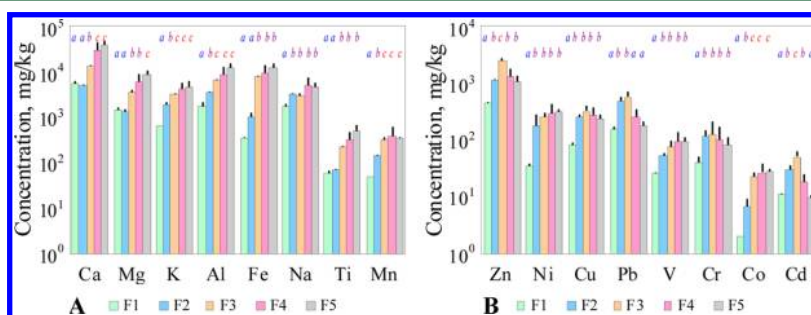 10⁵ a a b c c a a b b c a b c c c a b c c c a a b b b a b b b b a a b b b a b c c c
10⁴
10³
10²
10¹
10⁰
Concentration, mg/kg
Ca Mg K Al Fe Na Ti Mn
A F1 F2 F3 F4 F5
10⁴ a b c b b a b b b b a b b b b a b b a a a b b b b a b b b b a b c c c a b c b a
10³
10²
10¹
10⁰
Concentration, mg/kg
Zn Ni Cu Pb V Cr Co Cd
B F1 F2 F3 F4 F5